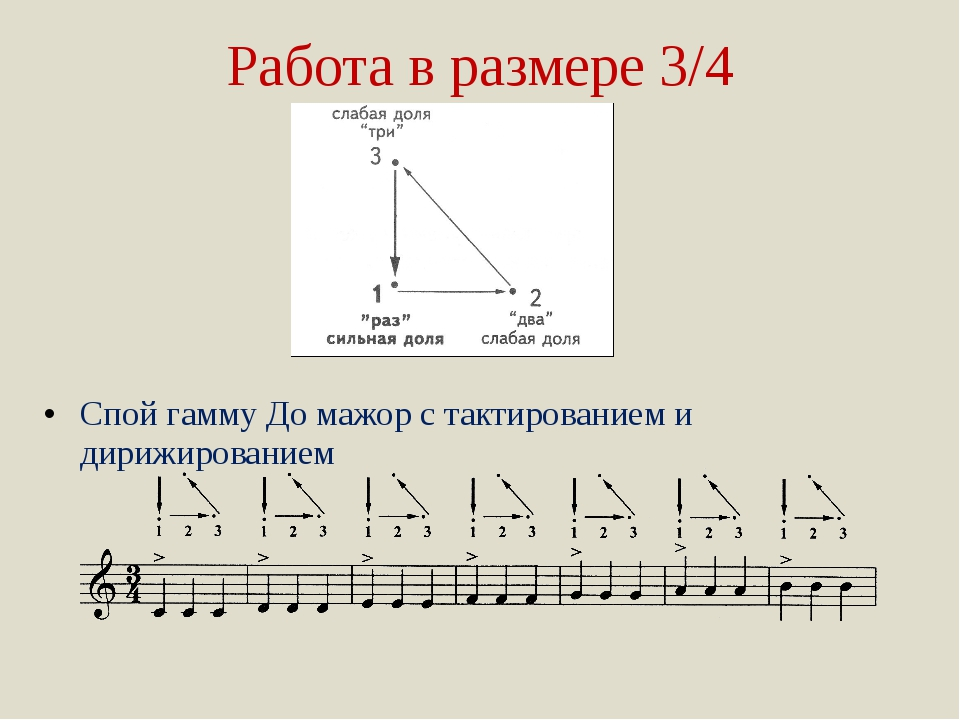 Работа в размере 3/4
слабая доля
“три”
3
1
2
”раз”
“два”
сильная доля
слабая доля
• Спой гамму До мажор с тактированием и
дирижированием
1 2 3 1 2 3 1 2 3 1 2 3 1 2 3 1 2 3 1 2 3
> > > > > > >
3
4